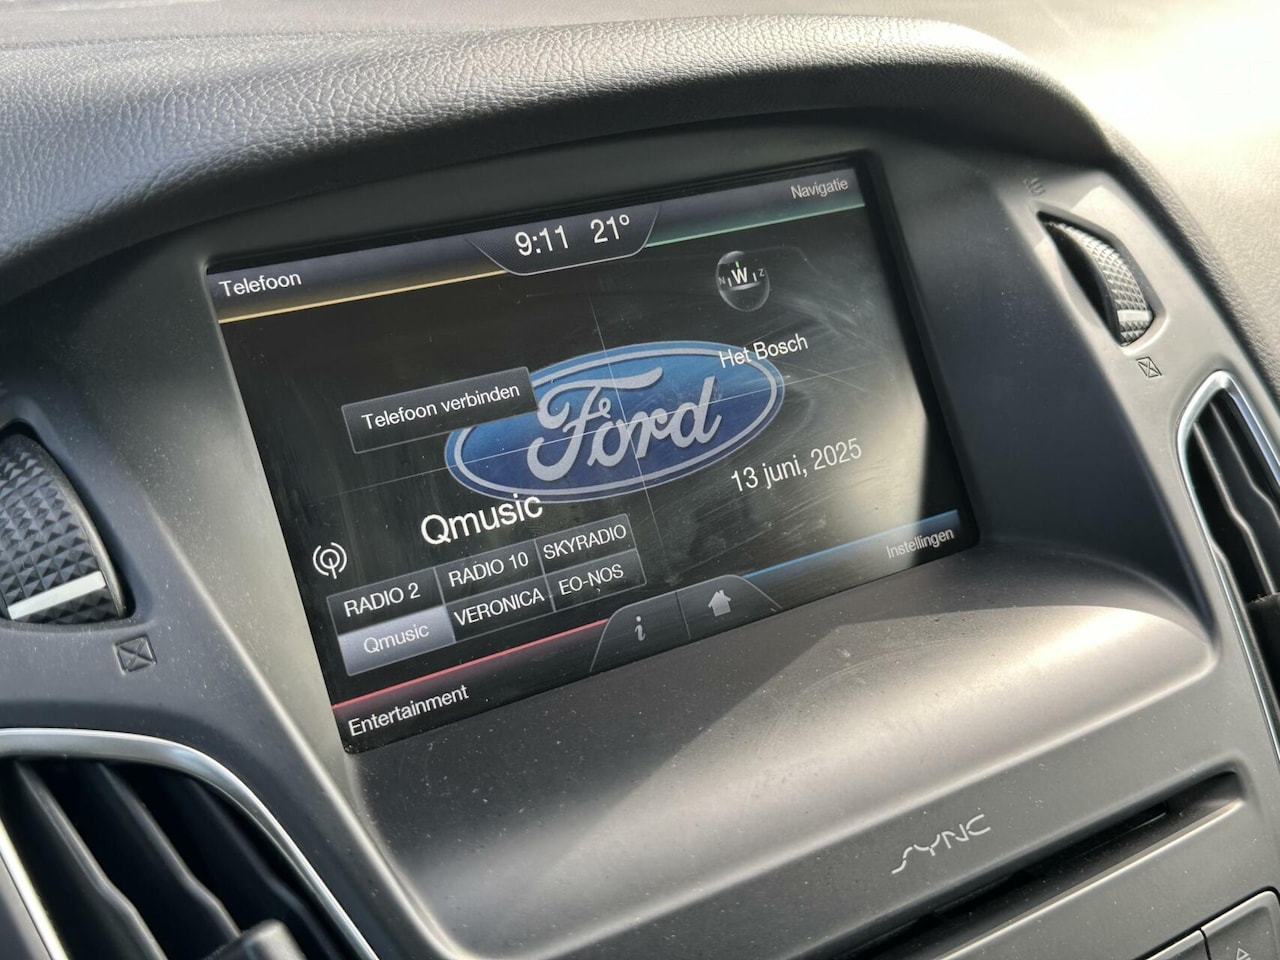 Telefoon
9:11 21°
Navigatie
N W Z
Het Bosch
Telefoon verbinden
Ford
13 juni, 2025
Qmusic
RADIO 2
RADIO 10
SKYRADIO
Qmusic
VERONICA
EO-NOS
Entertainment
i
Instellingen
SYNC